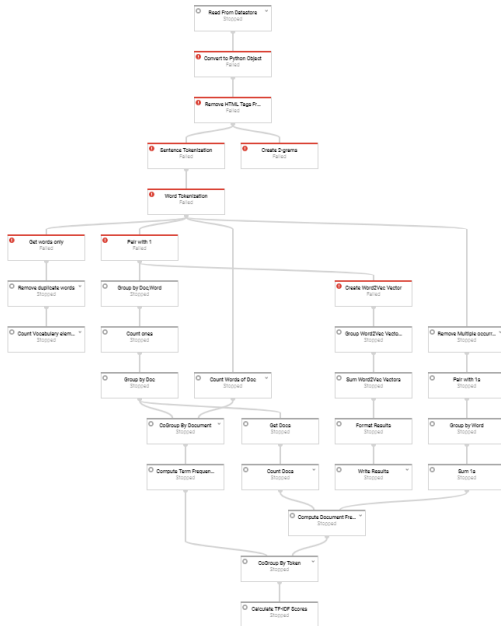 Read From Datastore
Stopped
Convert to Python Object
Failed
Remove HTML Tags Fr...
Failed
Sentence Tokenization
Failed
Create 2-grams
Failed
Word Tokenization
Failed
Get words only
Failed
Pair with 1
Failed
Remove duplicate words
Stopped
Group by Doc,Word
Stopped
Create Word2Vec Vector
Failed
Count Vocabulary elem...
Stopped
Count ones
Stopped
Group Word2Vec Vecto...
Stopped
Remove Multiple occurr...
Stopped
Group by Doc
Stopped
Count Words of Doc
Stopped
Sum Word2Vec Vectors
Stopped
Pair with 1s
Stopped
CoGroup By Document
Stopped
Get Docs
Stopped
Format Results
Stopped
Group by Word
Stopped
Compute Term Frequen...
Stopped
Count Docs
Stopped
Write Results
Stopped
Sum 1s
Stopped
Compute Document Fre...
Stopped
CoGroup By Token
Stopped
Calculate TF-IDF Scores
Stopped